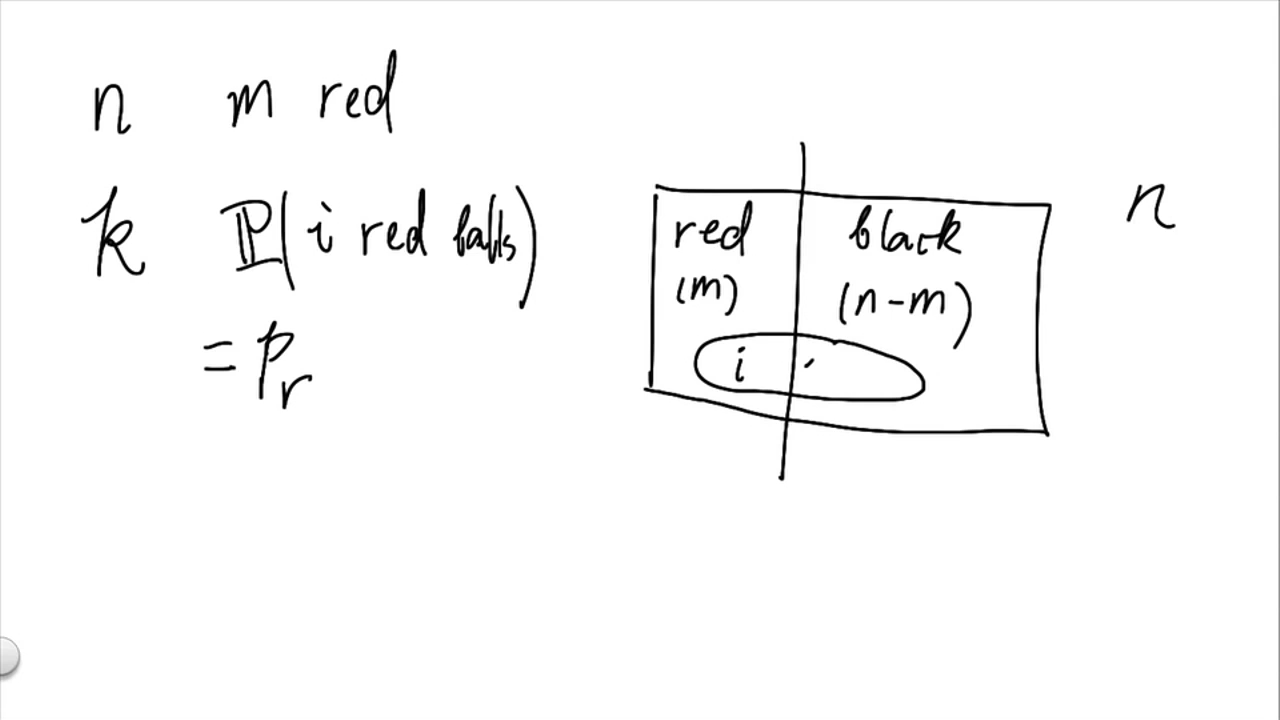 n m red
k ℙ(i red balls)
= p_r
red black n
(m) (n-m)
i